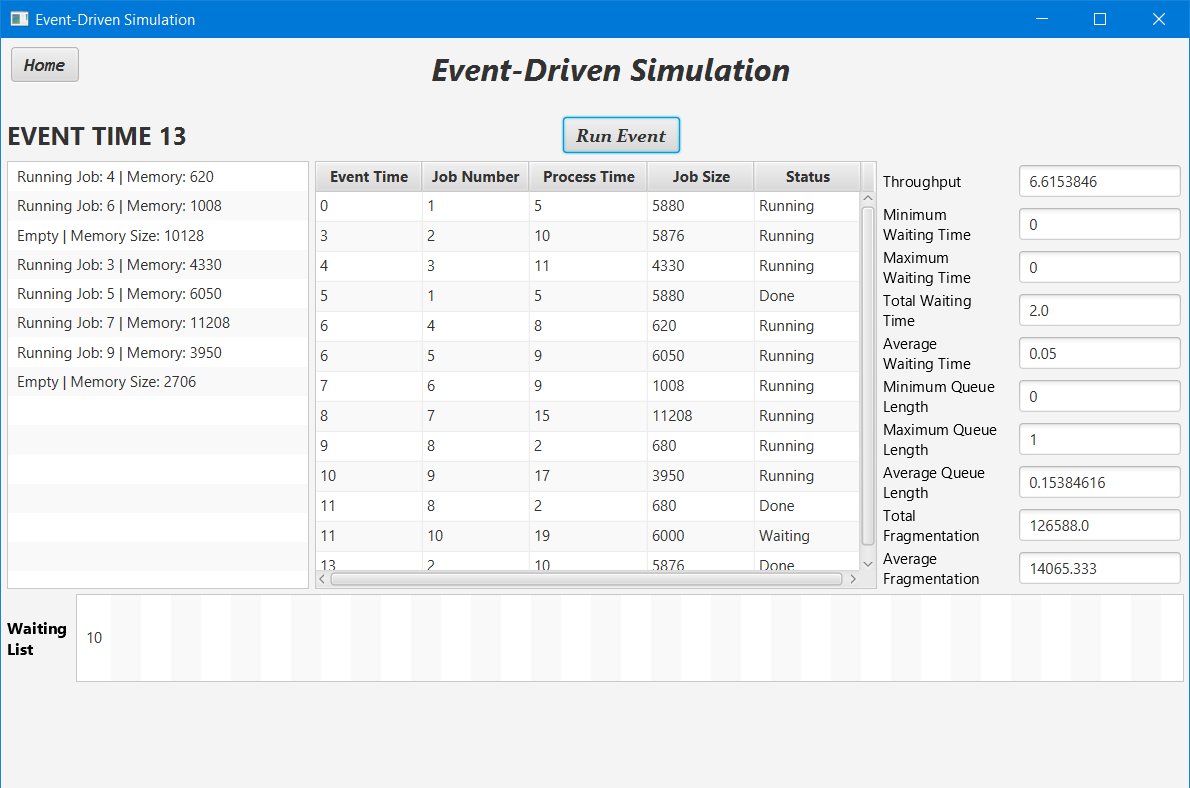 Event-Driven Simulation
Home
Event-Driven Simulation
EVENT TIME 13
Run Event
Running Job: 4 | Memory: 620
Running Job: 6 | Memory: 1008
Empty | Memory Size: 10128
Running Job: 3 | Memory: 4330
Running Job: 5 | Memory: 6050
Running Job: 7 | Memory: 11208
Running Job: 9 | Memory: 3950
Empty | Memory Size: 2706
Event Time Job Number Process Time Job Size Status
0 1 5 5880 Running
3 2 10 5876 Running
4 3 11 4330 Running
5 1 5 5880 Done
6 4 8 620 Running
6 5 9 6050 Running
7 6 9 1008 Running
8 7 15 11208 Running
9 8 2 680 Running
10 9 17 3950 Running
11 8 2 680 Done
11 10 19 6000 Waiting
13 2 10 5876 Done
Throughput 6.6153846
Minimum
Waiting Time 0
Maximum
Waiting Time 0
Total Waiting
Time 2.0
Average
Waiting Time 0.05
Minimum Queue
Length 0
Maximum Queue
Length 1
Average Queue
Length 0.15384616
Total
Fragmentation 126588.0
Average
Fragmentation 14065.333
Waiting
List
10